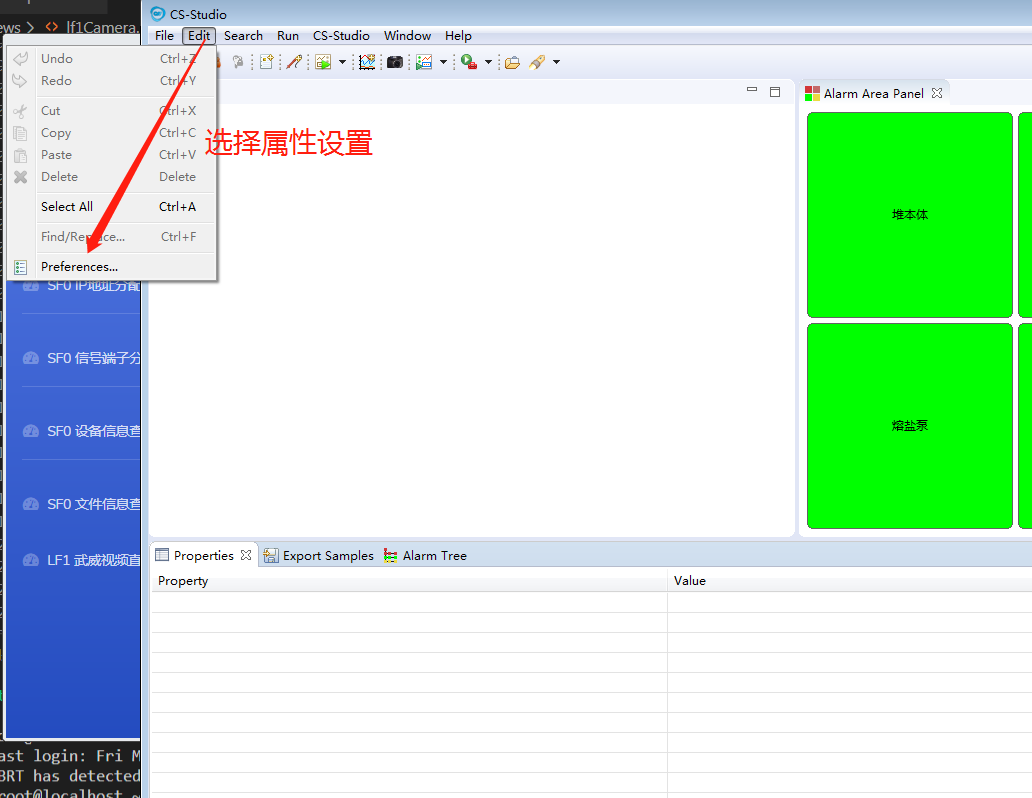 CS-Studio
ews > <> lf1Camera.
File Edit Search Run CS-Studio Window Help
Undo Ctrl+Z
Redo Ctrl+Y
Cut Ctrl+X
Copy Ctrl+C
Paste Ctrl+V
Delete Delete
Select All Ctrl+A
Find/Replace... Ctrl+F
Preferences...
选择属性设置
Alarm Area Panel
堆本体
熔盐泵
SF0 IP地址分配
SF0 信号端子分
SF0 设备信息查
SF0 文件信息查
LF1 武威视频直
Properties Export Samples Alarm Tree
Property Value
ast login: Fri M
BRT has detected
root@localhost ~